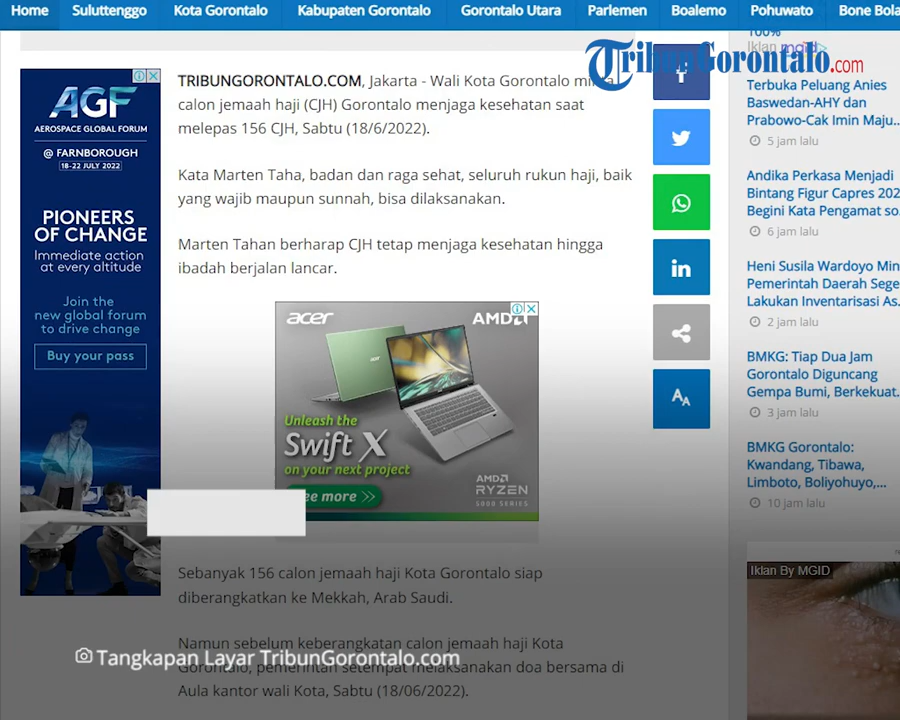 Home Suluttenggo Kota Gorontalo Kabupaten Gorontalo Gorontalo Utara Parlemen Boalemo Pohuwato Bone Bola
TribunGorontalo.com
AGF
AEROSPACE GLOBAL FORUM
@ FARNBOROUGH
18-22 JULY 2022
PIONEERS
OF CHANGE
Immediate action
at every altitude
Join the
new global forum
to drive change
Buy your pass
TRIBUNGORONTALO.COM, Jakarta - Wali Kota Gorontalo
calon jemaah haji (CJH) Gorontalo menjaga kesehatan saat
melepas 156 CJH, Sabtu (18/6/2022).
Kata Marten Taha, badan dan raga sehat, seluruh rukun haji, baik
yang wajib maupun sunnah, bisa dilaksanakan.
Marten Tahan berharap CJH tetap menjaga kesehatan hingga
ibadah berjalan lancar.
acer AMD
Unleash the
Swift X
on your next project
ee more >>
AMD
RYZEN
5000 SERIES
Sebanyak 156 calon jemaah haji Kota Gorontalo siap
diberangkatkan ke Mekkah, Arab Saudi.
Namun sebelum keberangkatan calon jemaah haji Kota
Gorontalo, pemerintah setempat melaksanakan doa bersama di
Aula kantor wali Kota, Sabtu (18/06/2022).
Tangkapan Layar TribunGorontalo.com
AA
100%
Iklan mgid
Terbuka Peluang Anies
Baswedan-AHY dan
Prabowo-Cak Imin Maju...
5 jam lalu
Andika Perkasa Menjadi
Bintang Figur Capres 202
Begini Kata Pengamat so
6 jam lalu
Heni Susila Wardoyo Min
Pemerintah Daerah Sege
Lakukan Inventarisasi As.
2 jam lalu
BMKG: Tiap Dua Jam
Gorontalo Diguncang
Gempa Bumi, Berkekuat.
3 jam lalu
BMKG Gorontalo:
Kwandang, Tibawa,
Limboto, Boliyohuyo,...
10 jam lalu
Iklan By MGID